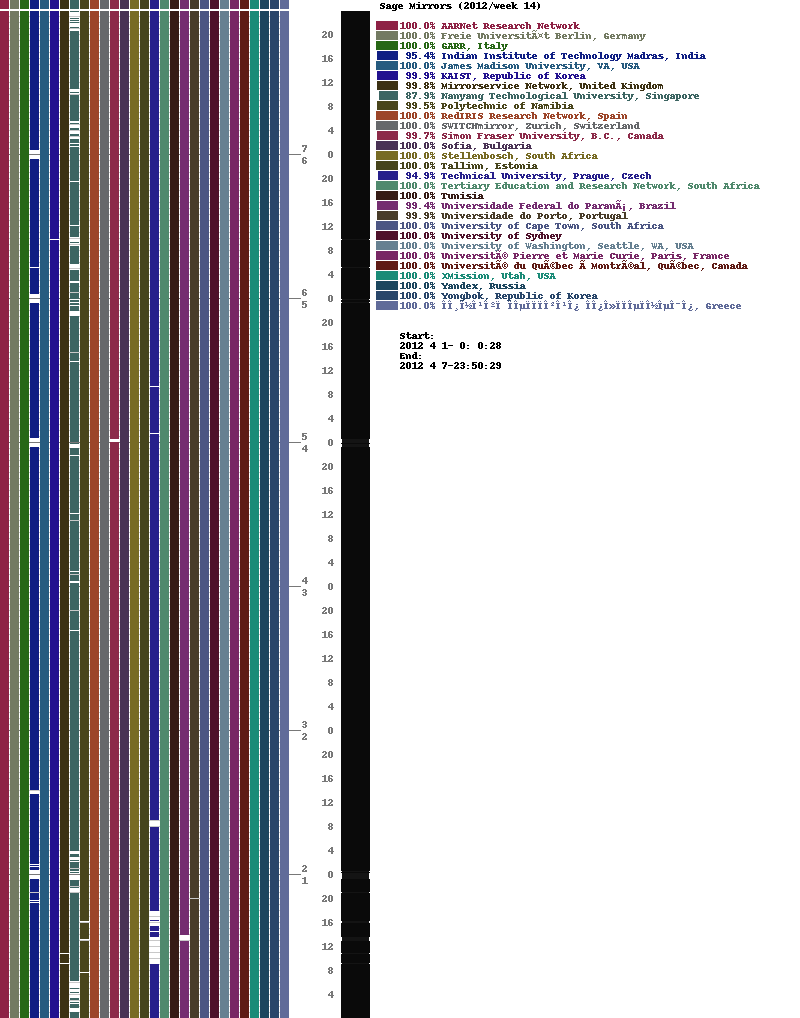 Sage Mirrors (2012/week 14)
100.0% AARNet Research Network
100.0% Freie UniversitÃ¤t Berlin, Germany
100.0% GARR, Italy
95.4% Indian Institute of Technology Madras, India
100.0% James Madison University, VA, USA
99.9% KAIST, Republic of Korea
99.8% Mirrorservice Network, United Kingdom
87.9% Nanyang Technological University, Singapore
99.5% Polytechnic of Namibia
100.0% RedIRIS Research Network, Spain
100.0% SWITCHmirror, Zurich, Switzerland
99.7% Simon Fraser University, B.C., Canada
100.0% Sofia, Bulgaria
100.0% Stellenbosch, South Africa
100.0% Tallinn, Estonia
94.9% Technical University, Prague, Czech
100.0% Tertiary Education and Research Network, South Africa
100.0% Tunisia
99.4% Universidade Federal do ParanÃ¡, Brazil
99.9% Universidade do Porto, Portugal
100.0% University of Cape Town, South Africa
100.0% University of Sydney
100.0% University of Washington, Seattle, WA, USA
100.0% UniversitÃ© Pierre et Marie Curie, Paris, France
100.0% UniversitÃ© du QuÃ©bec Ã MontrÃ©al, QuÃ©bec, Canada
100.0% XMission, Utah, USA
100.0% Yandex, Russia
100.0% Yongbok, Republic of Korea
100.0% Greece
Start:
2012 4 1- 0: 0:28
End:
2012 4 7-23:50:29
20
16
12
8
4
7
0
6
20
16
12
8
4
6
0
5
20
16
12
8
4
5
0
4
20
16
12
8
4
4
0
3
20
16
12
8
4
3
0
2
20
16
12
8
4
2
0
1
20
16
12
8
4